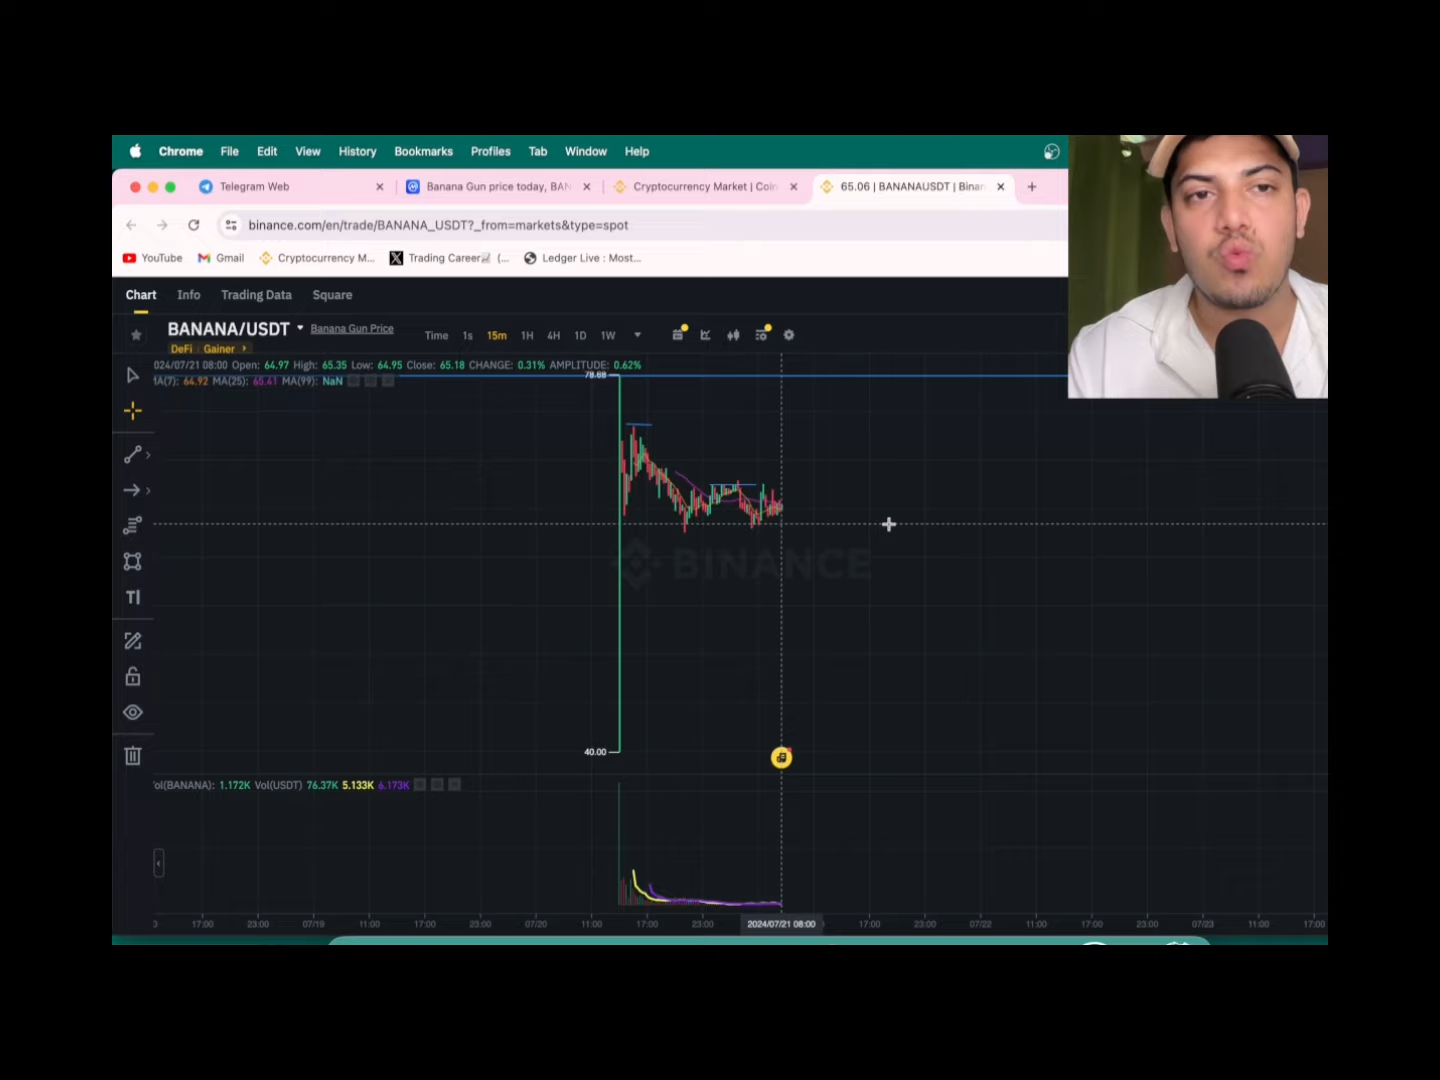 Chrome File Edit View History Bookmarks Profiles Tab Window Help
Telegram Web
Banana Gun price today, BAN
Cryptocurrency Market | Coin
65.06 | BANANAUSDT | Binan
binance.com/en/trade/BANANA_USDT?_from=markets&type=spot
YouTube Gmail Cryptocurrency M... Trading Career (... Ledger Live : Most...
Chart Info Trading Data Square
BANANA/USDT Banana Gun Price Time 1s 15m 1H 4H 1D 1W
DeFi Gainer
024/07/21 08:00 Open: 64.97 High: 65.35 Low: 64.95 Close: 65.18 CHANGE: 0.31% AMPLITUDE: 0.62%
MA(7): 64.92 MA(25): 65.41 MA(99): NaN
BINANCE
40.00
Vol(BANANA): 1.172K Vol(USDT) 76.37K 5.133K 6.173K
17:00 23:00 07/19 11:00 17:00 23:00 07/20 11:00 17:00 23:00 2024/07/21 08:00 17:00 23:00 07/22 11:00 17:00 23:00 07/23 11:00 17:00